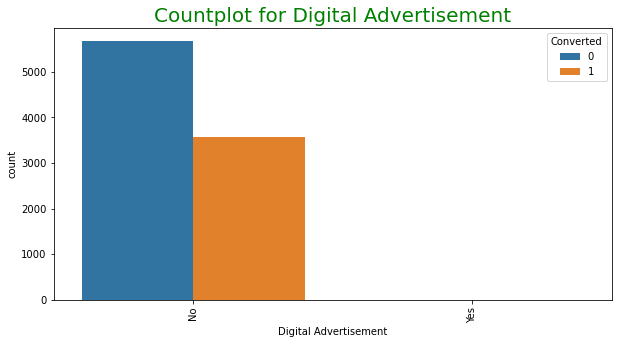 Countplot for Digital Advertisement
Converted
0
1
5000
4000
3000
2000
1000
0
count
No
Yes
Digital Advertisement